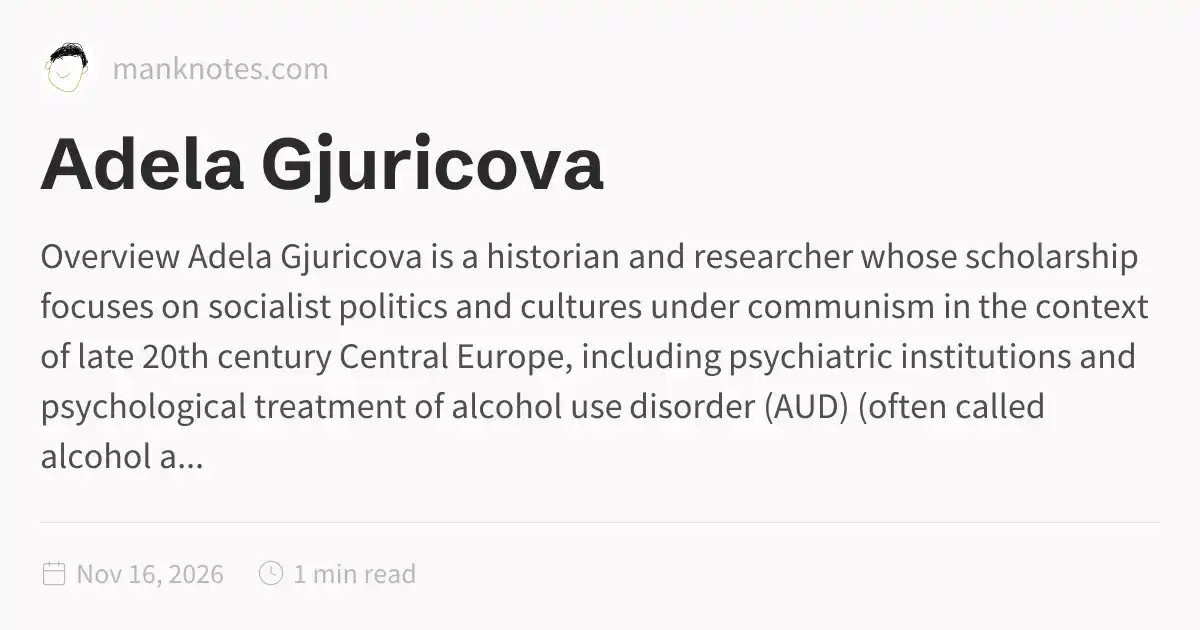 manknotes.com
Adela Gjuricova
Overview Adela Gjuricova is a historian and researcher whose scholarship
focuses on socialist politics and cultures under communism in the context
of late 20th century Central Europe, including psychiatric institutions and
psychological treatment of alcohol use disorder (AUD) (often called
alcohol a...
Nov 16, 2026 1 min read